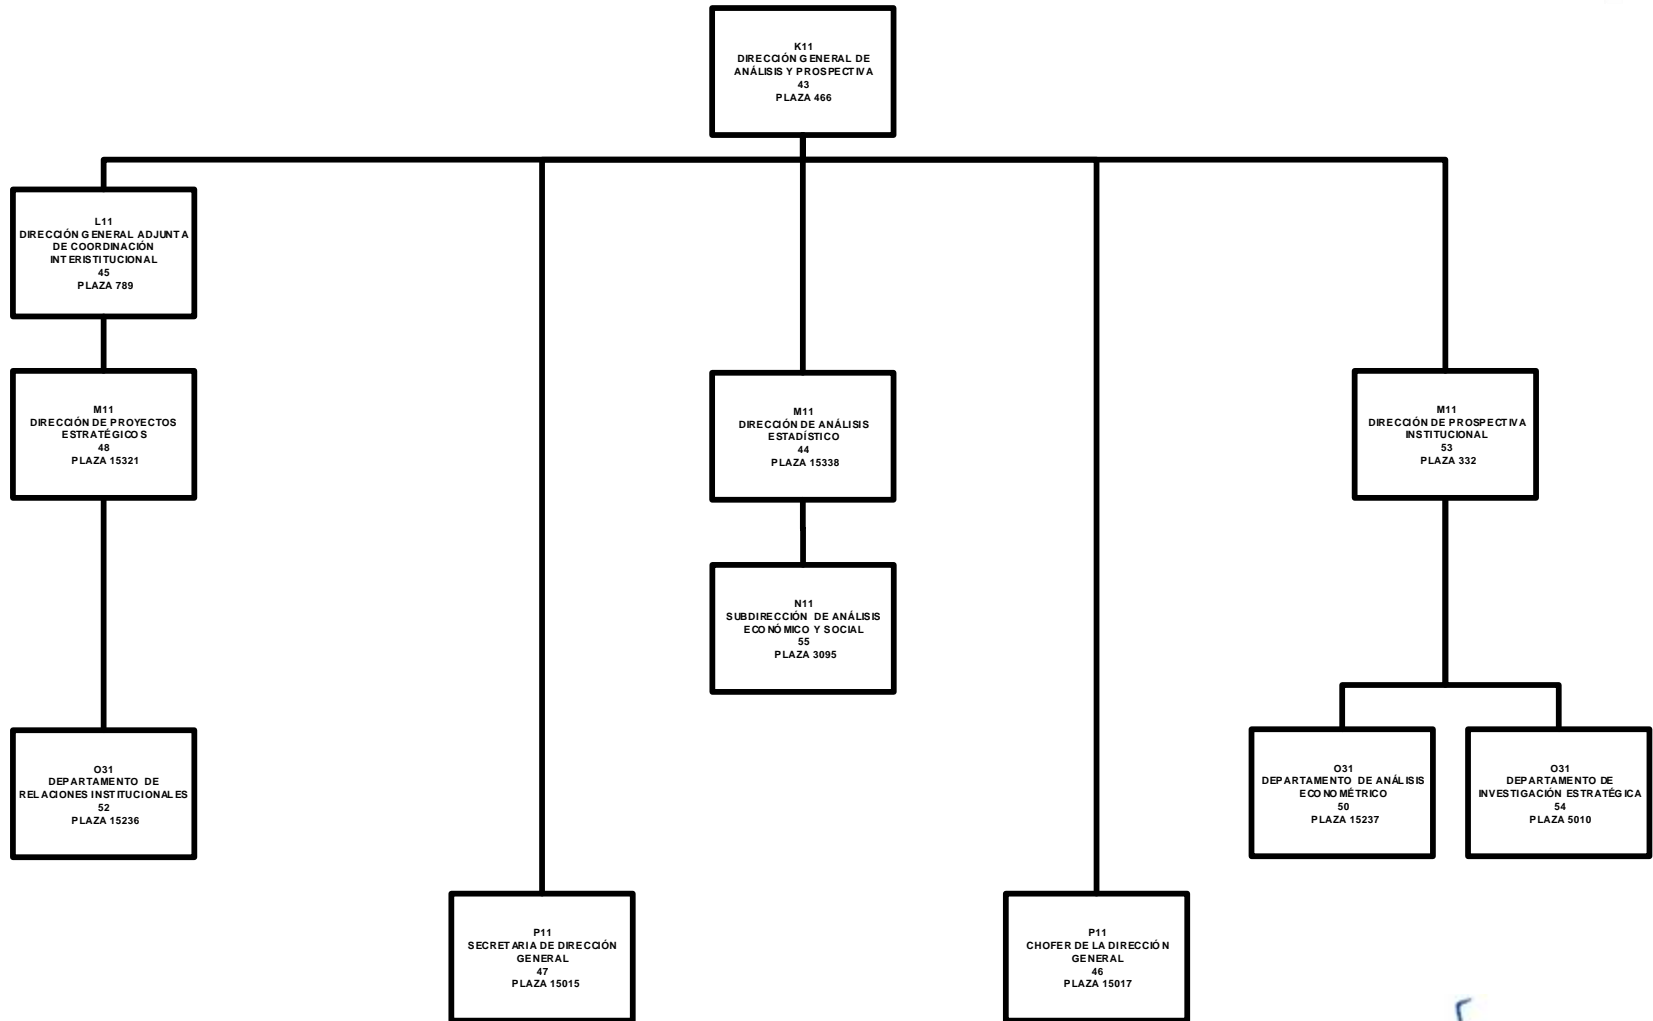 K11
DIRECCIÓN GENERAL DE
ANÁLISIS Y PROSPECTIVA
43
PLAZA 466
L11
DIRECCIÓN GENERAL ADJUNTA
DE COORDINACIÓN
INTERISTITUCIONAL
45
PLAZA 789
M11
DIRECCIÓN DE PROYECTOS
ESTRATÉGICOS
48
PLAZA 15321
M11
DIRECCIÓN DE ANÁLISIS
ESTADÍSTICO
44
PLAZA 15338
M11
DIRECCIÓN DE PROSPECTIVA
INSTITUCIONAL
53
PLAZA 332
N11
SUBDIRECCIÓN DE ANÁLISIS
ECONÓMICO Y SOCIAL
55
PLAZA 3095
O31
DEPARTAMENTO DE
RELACIONES INSTITUCIONALES
52
PLAZA 15236
O31
DEPARTAMENTO DE ANÁLISIS
ECONOMÉTRICO
50
PLAZA 15237
O31
DEPARTAMENTO DE
INVESTIGACIÓN ESTRATÉGICA
54
PLAZA 5010
P11
SECRETARIA DE DIRECCIÓN
GENERAL
47
PLAZA 15015
P11
CHOFER DE LA DIRECCIÓN
GENERAL
46
PLAZA 15017